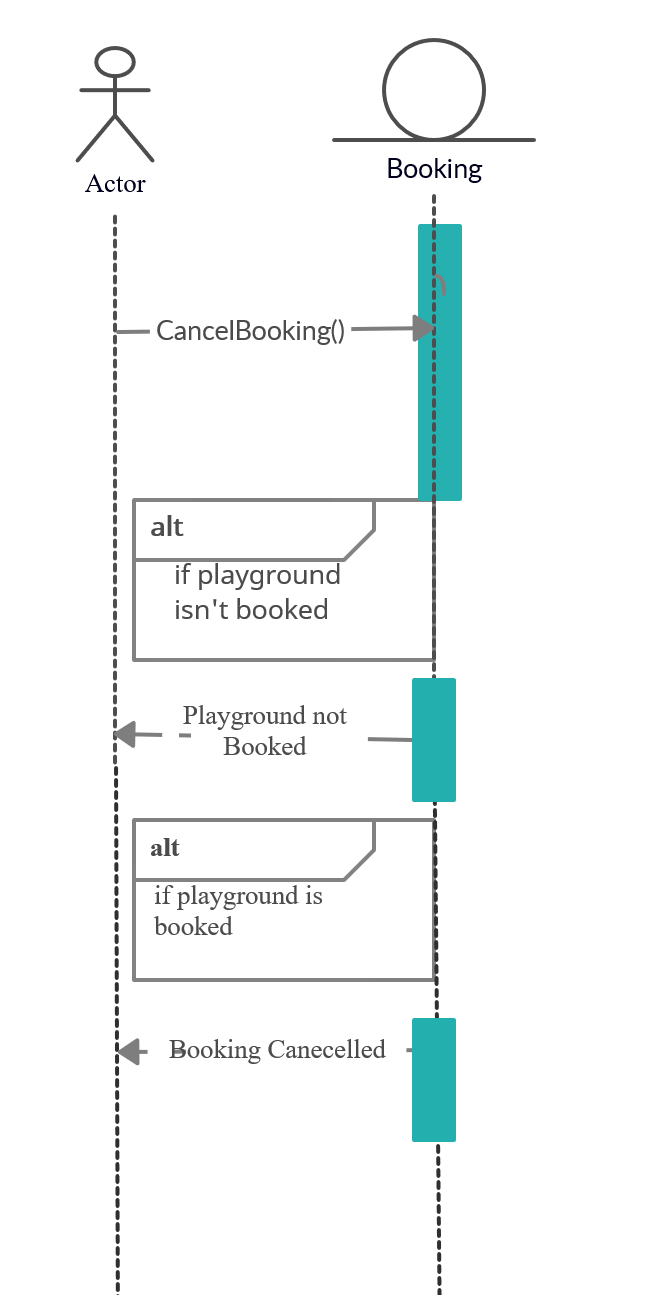 Actor
Booking
CancelBooking()
alt
if playground
isn't booked
Playground not
Booked
alt
if playground is
booked
Booking Canecelled